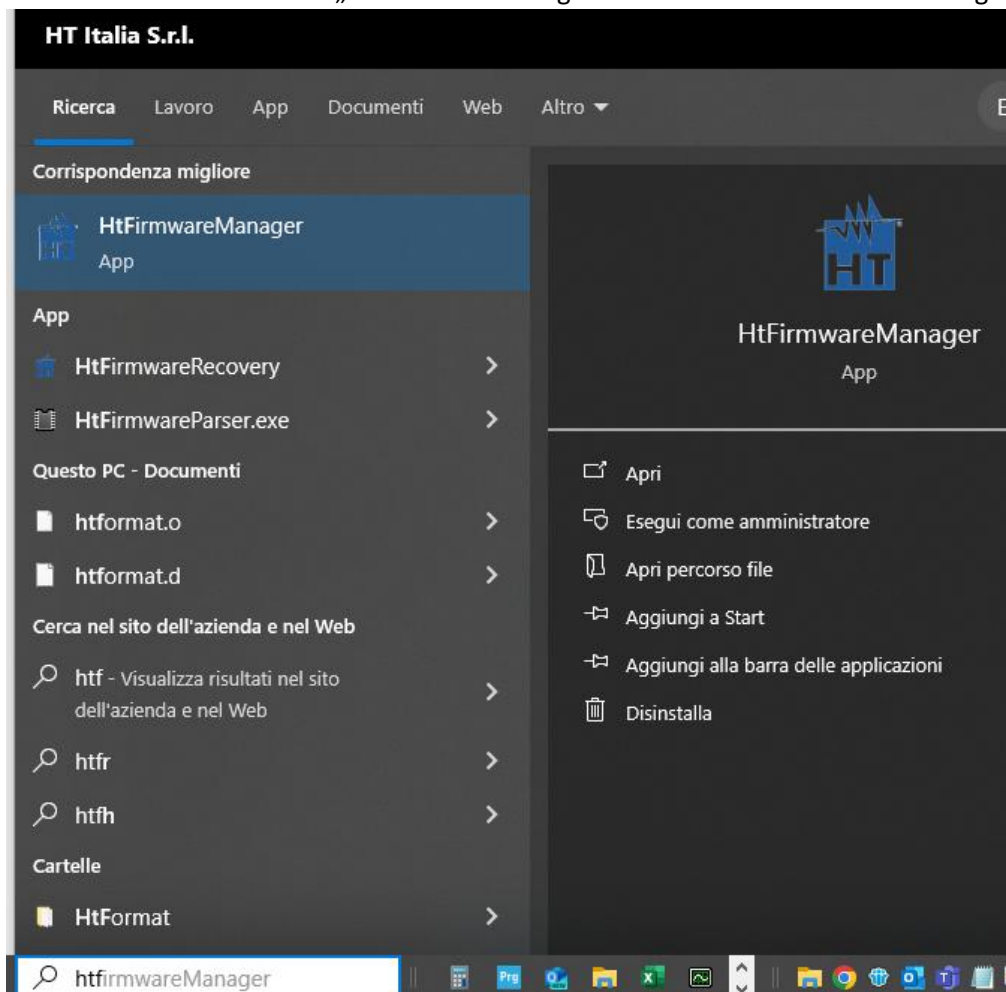 HT Italia S.r.l.
Ricerca Lavoro App Documenti Web Altro
Corrispondenza migliore
HtFirmwareManager
App
App
HtFirmwareRecovery
HtFirmwareParser.exe
Questo PC - Documenti
htformat.o
htformat.d
Cerca nel sito dell'azienda e nel Web
htf - Visualizza risultati nel sito
dell'azienda e nel Web
htfr
htfh
Cartelle
HtFormat
htfirmwareManager
HT
HtFirmwareManager
App
Apri
Esegui come amministratore
Apri percorso file
Aggiungi a Start
Aggiungi alla barra delle applicazioni
Disinstalla
Prg